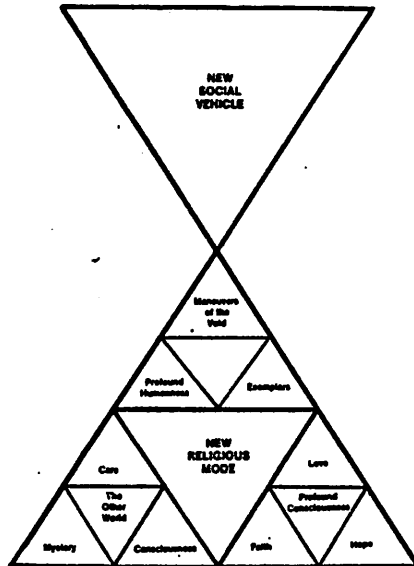 NEW
SOCIAL
VEHICLE
Maneuvers
of the
Void
Profound
Humanness
Exemplars
NEW
RELIGIOUS
MODE
Care
Love
The
Other
World
Profound
Consciousness
Mystery
Consciousness
Faith
Hope